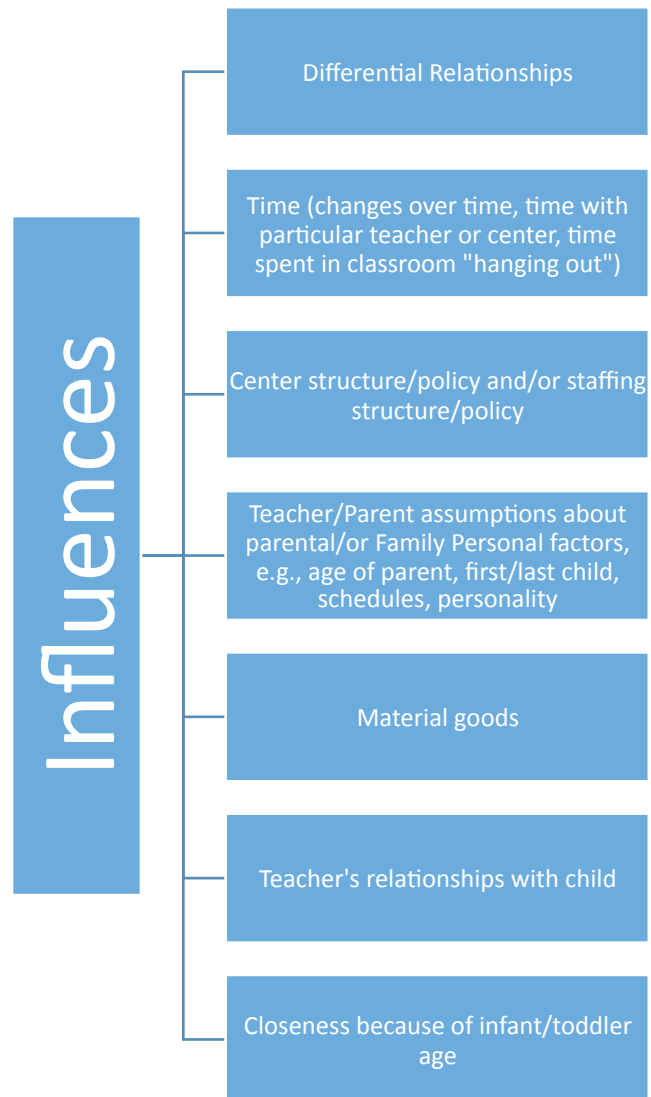 Influences
Differential Relationships
Time (changes over time, time with
particular teacher or center, time
spent in classroom "hanging out")
Center structure/policy and/or staffing
structure/policy
Teacher/Parent assumptions about
parental/or Family Personal factors,
e.g., age of parent, first/last child,
schedules, personality
Material goods
Teacher's relationships with child
Closeness because of infant/toddler
age